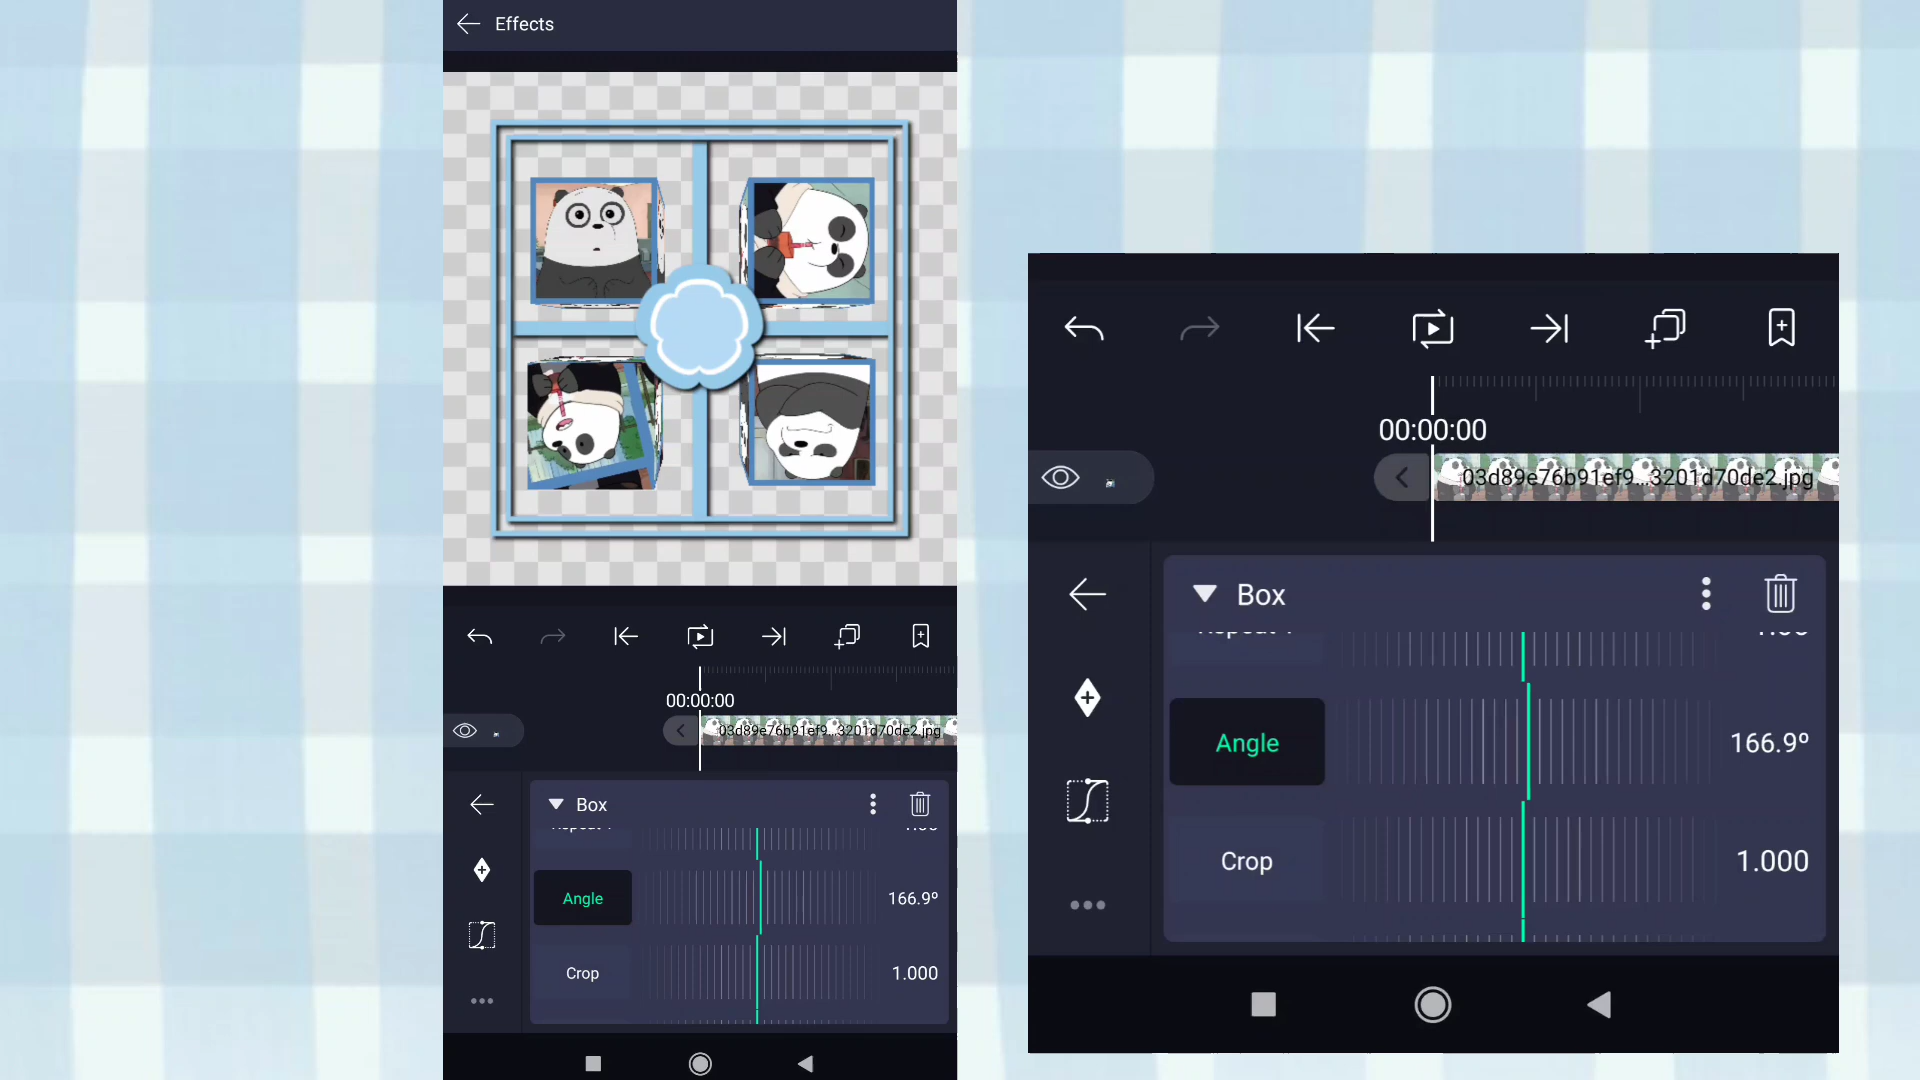 Effects
00:00:00
03d89e76b91ef9...3201d70de2.jpg
Box
Angle
166.9º
Crop
1.000
00:00:00
03d89e76b91ef9...3201d70de2.jpg
Box
Angle
166.9º
Crop
1.000